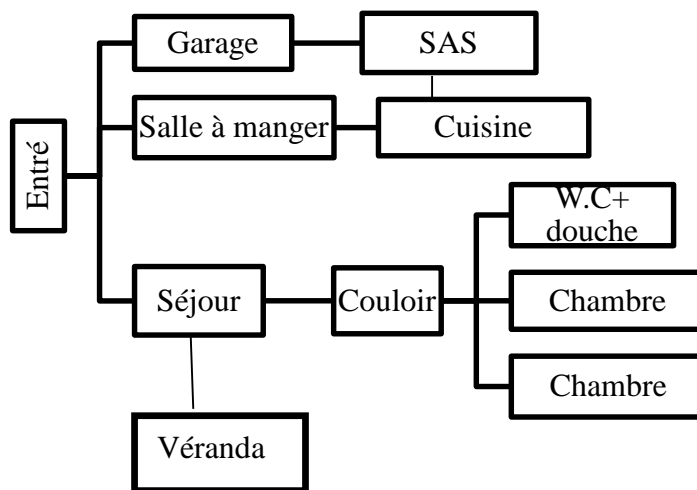 Garage
SAS
Salle à manger
Cuisine
Entré
W.C+
douche
Séjour
Couloir
Chambre
Chambre
Véranda